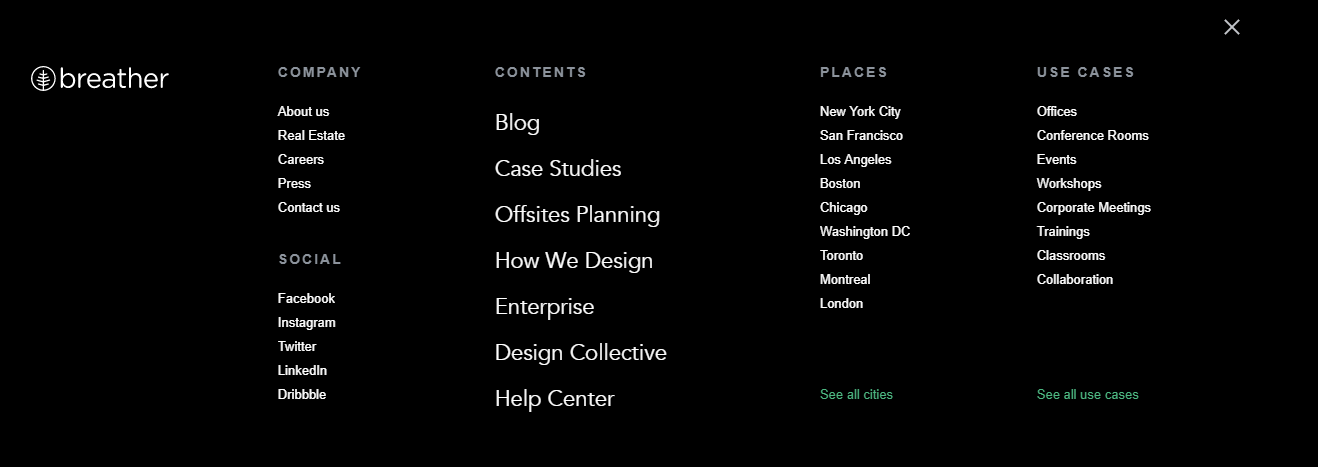 breather
COMPANY
About us
Real Estate
Careers
Press
Contact us
SOCIAL
Facebook
Instagram
Twitter
LinkedIn
Dribbble
CONTENTS
Blog
Case Studies
Offsites Planning
How We Design
Enterprise
Design Collective
Help Center
PLACES
New York City
San Francisco
Los Angeles
Boston
Chicago
Washington DC
Toronto
Montreal
London
See all cities
USE CASES
Offices
Conference Rooms
Events
Workshops
Corporate Meetings
Trainings
Classrooms
Collaboration
See all use cases